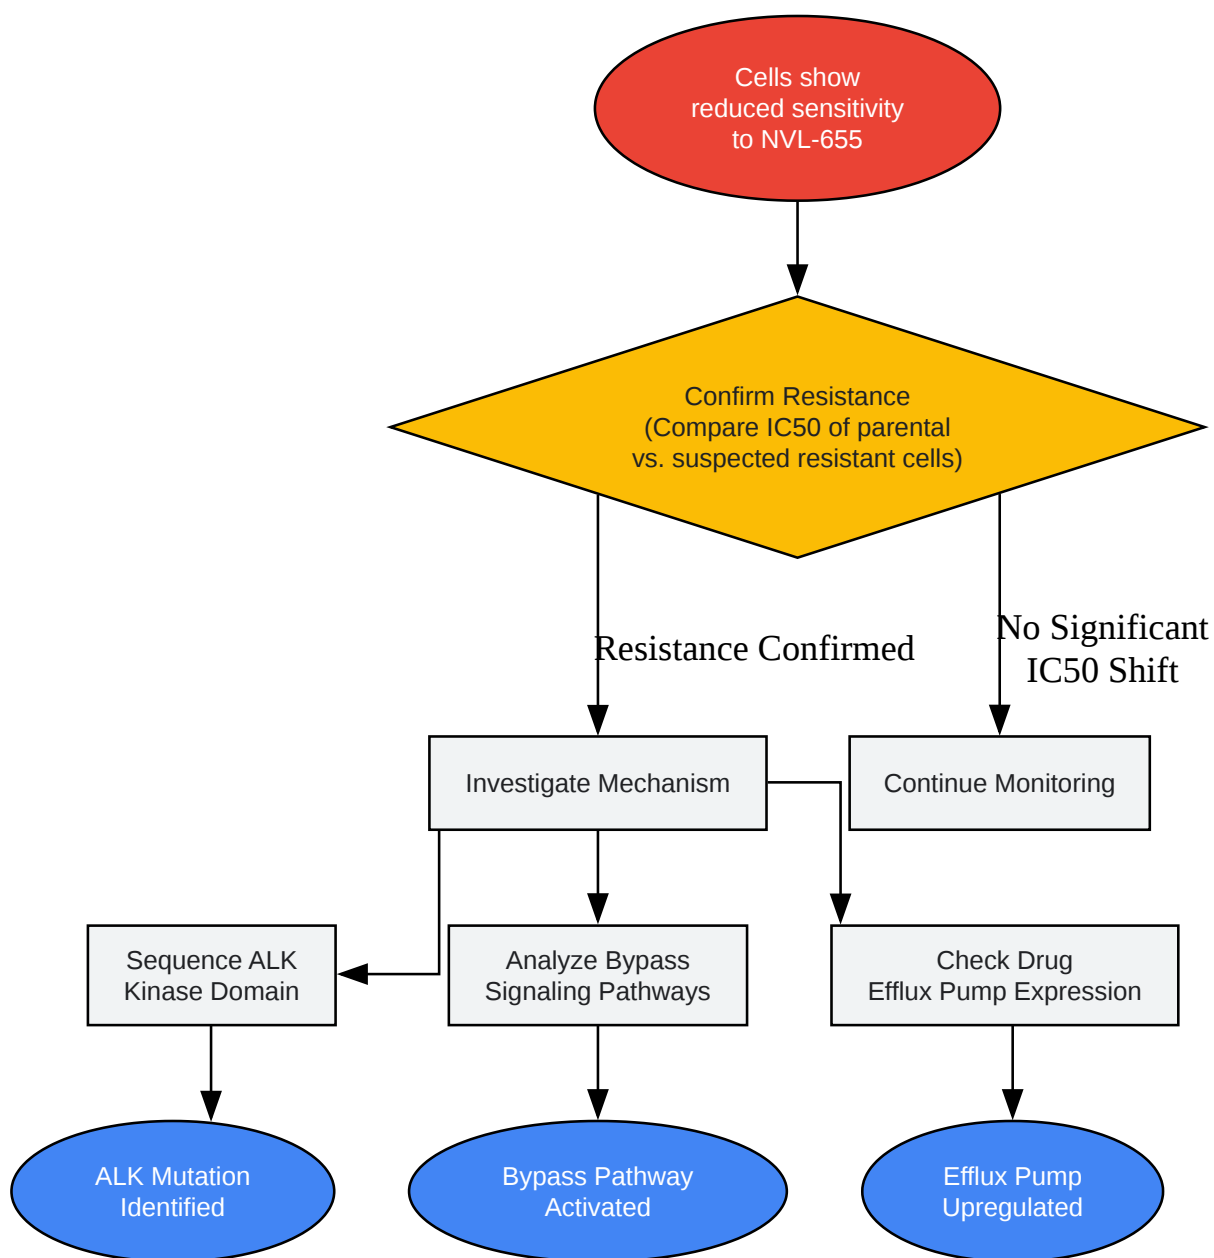 Cells show
reduced sensitivity
to NVL-655
Confirm Resistance
(Compare IC50 of parental
vs. suspected resistant cells)
Resistance Confirmed
No Significant
IC50 Shift
Investigate Mechanism
Continue Monitoring
Sequence ALK
Kinase Domain
Analyze Bypass
Signaling Pathways
Check Drug
Efflux Pump Expression
ALK Mutation
Identified
Bypass Pathway
Activated
Efflux Pump
Upregulated